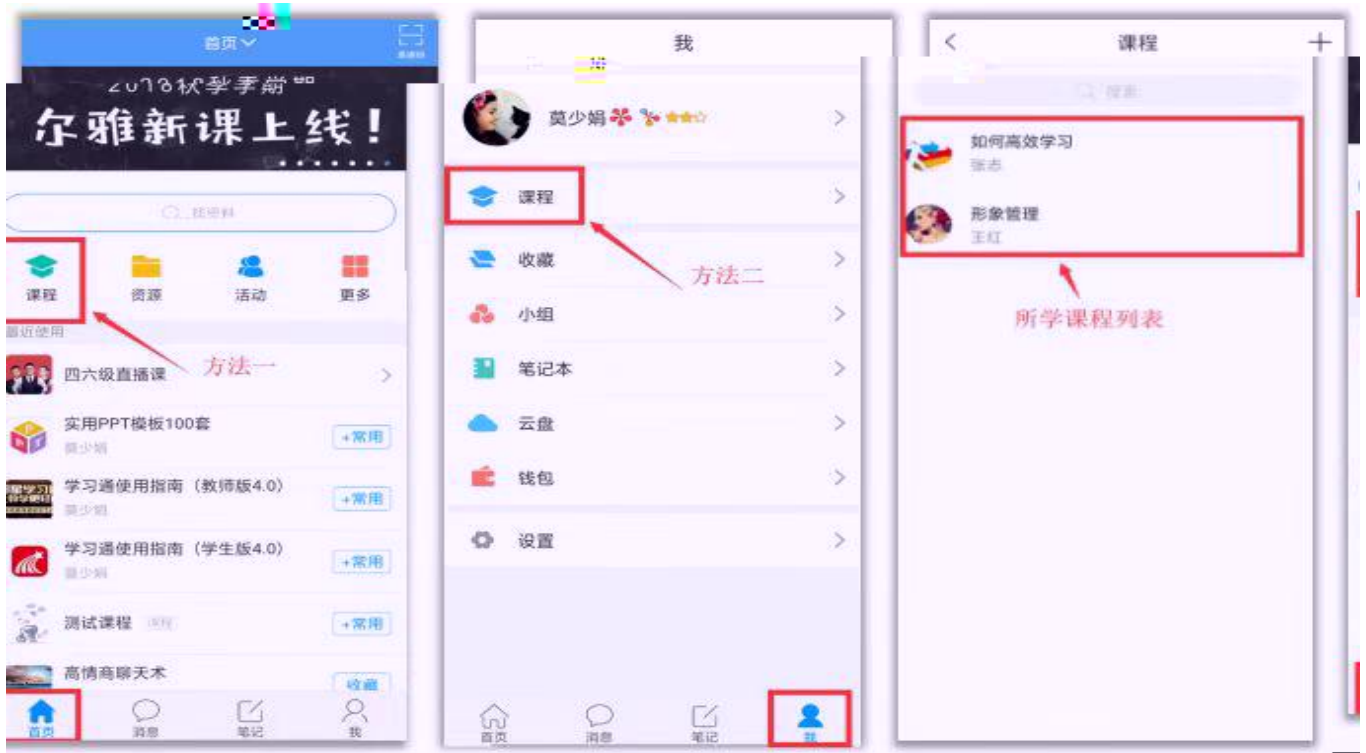 首页
2018秋季学期
尔雅新课上线！
找资料
课程
资源
活动
更多
最近使用
方法一
四六级直播课
实用PPT模板100套
莫少娟
+常用
学习通使用指南（教师版4.0）
莫少娟
+常用
学习通使用指南（学生版4.0）
莫少娟
+常用
测试课程
课程
+常用
高情商聊天术
收藏
首页
消息
笔记
我
我
莫少娟
课程
收藏
方法二
小组
笔记本
云盘
钱包
设置
首页
消息
笔记
我
课程
搜索
如何高效学习
张志
形象管理
王红
所学课程列表